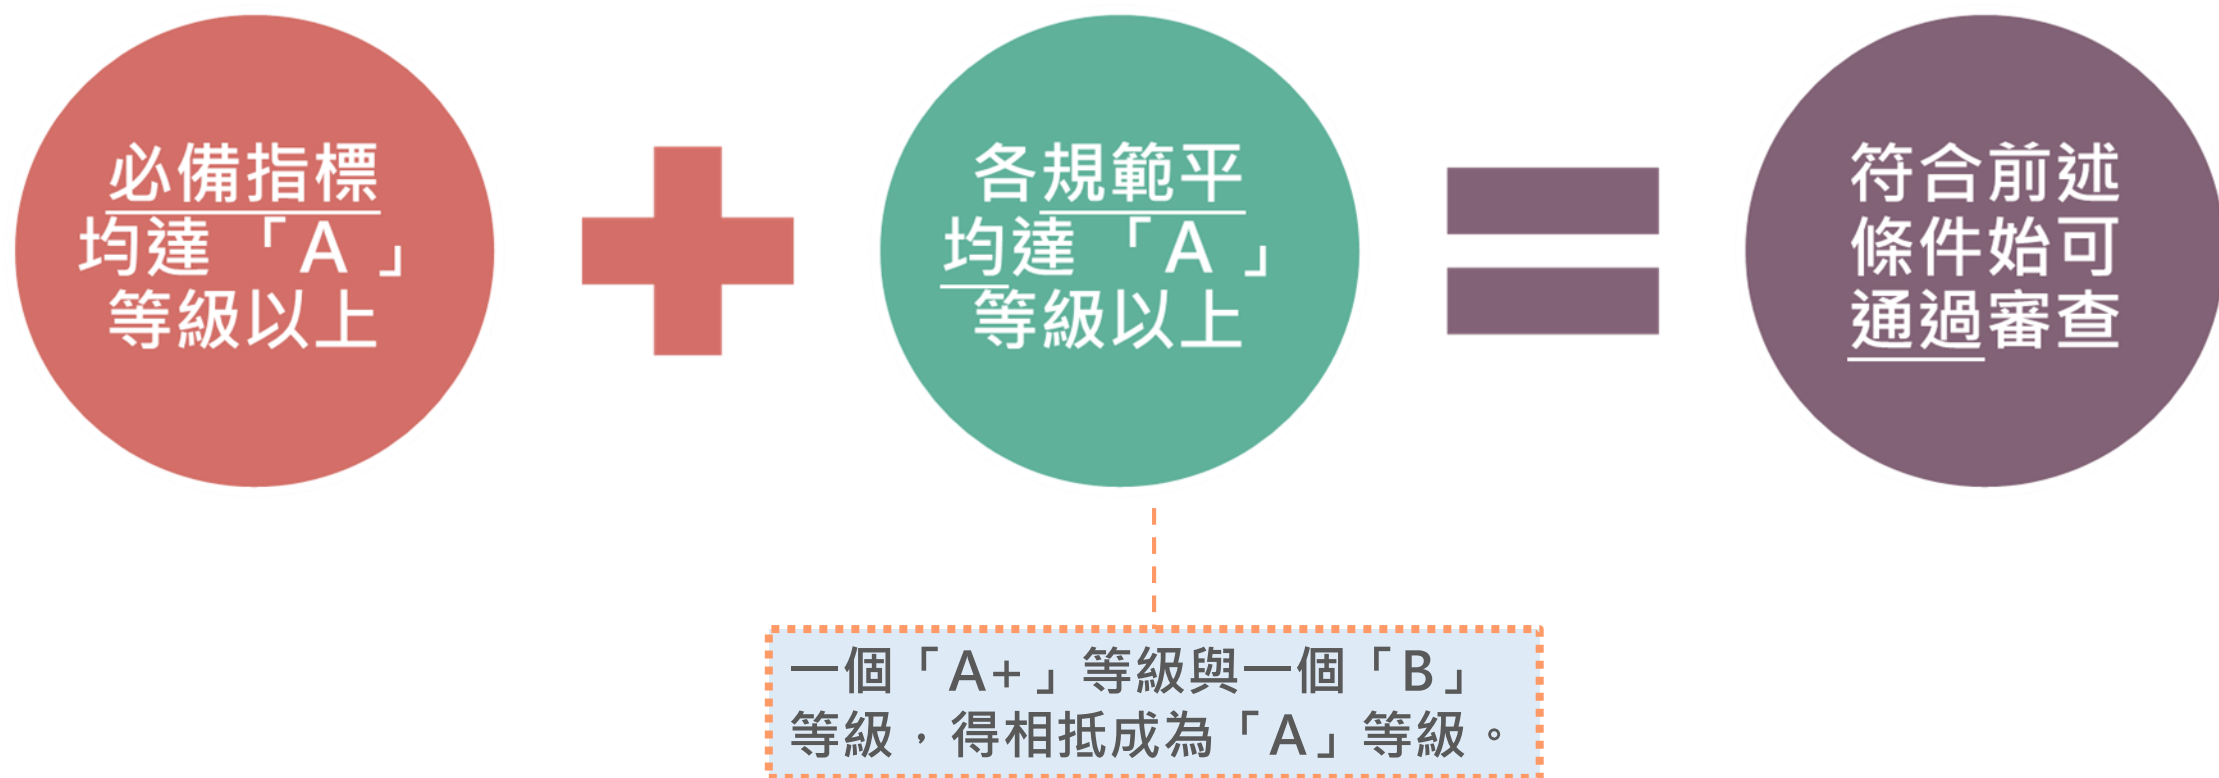 必備指標
均達「A」
等級以上
各規範平
均達「A」
等級以上
符合前述
條件始可
通過審查
一個「A+」等級與一個「B」
等級，得相抵成為「A」等級。